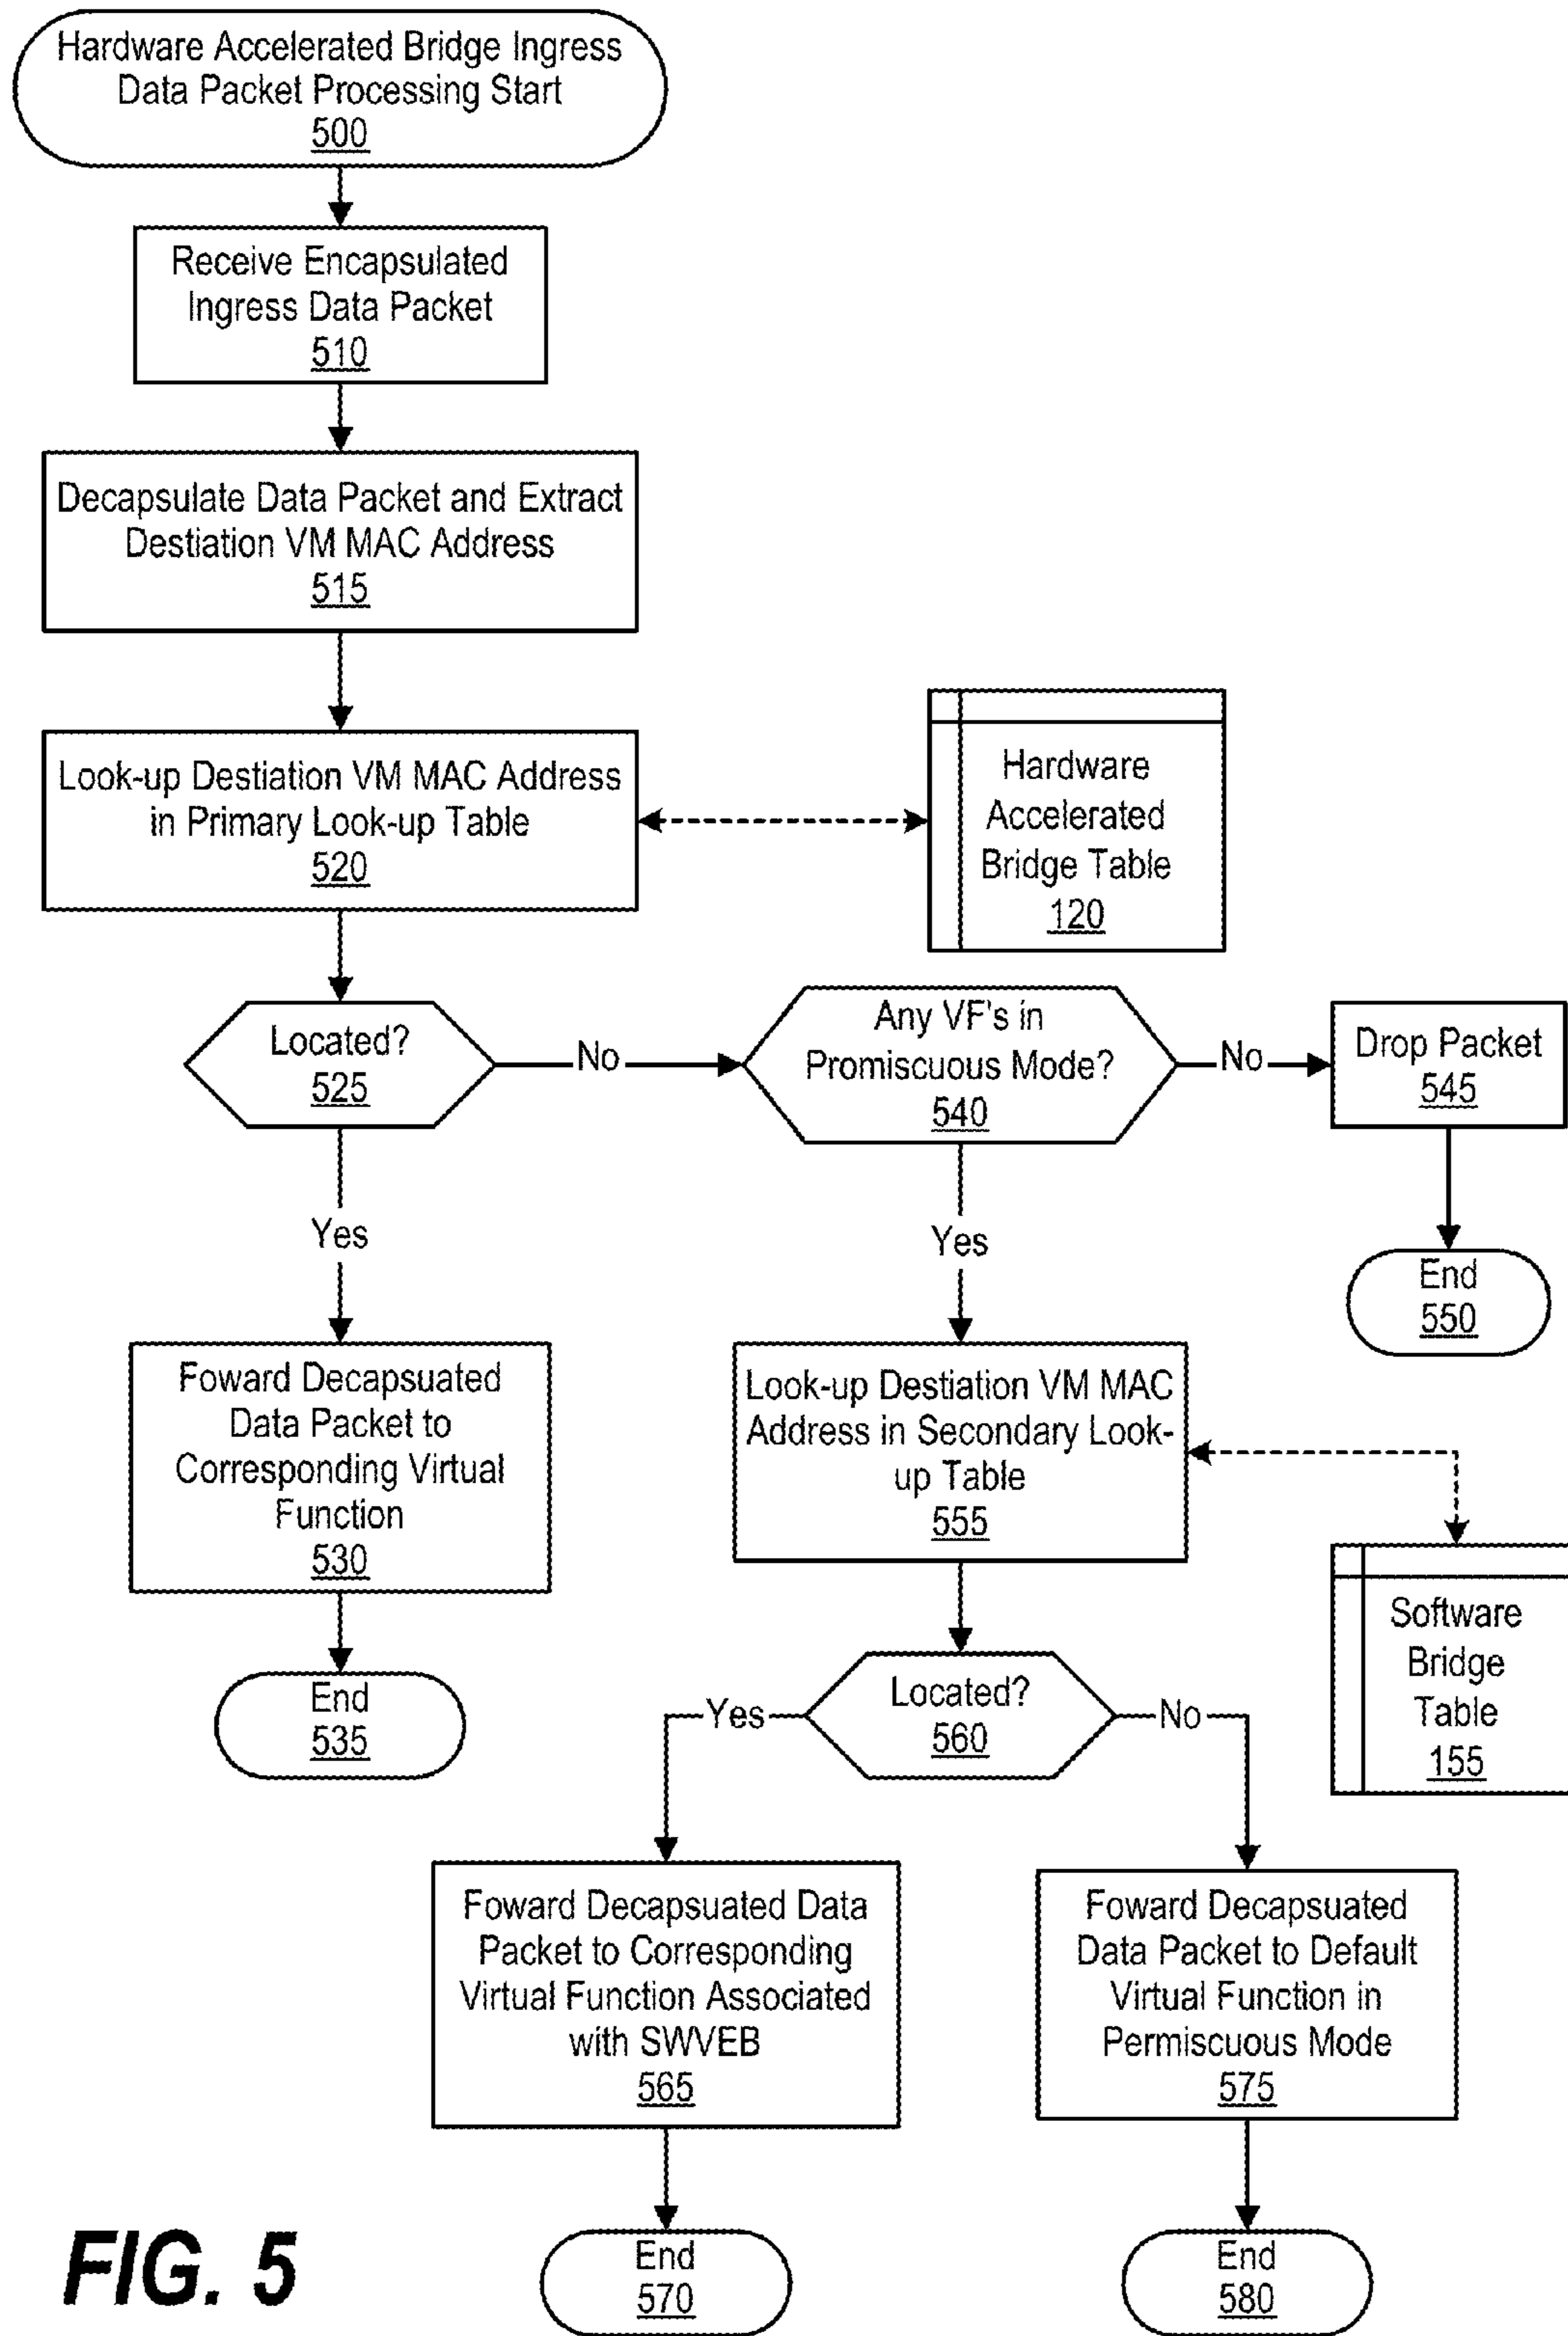 Hardware Accelerated Bridge Ingress
Data Packet Processing Start
500
Receive Encapsulated
Ingress Data Packet
510
Decapsulate Data Packet and Extract
Destiation VM MAC Address
515
Look-up Destiation VM MAC Address
in Primary Look-up Table
520
Hardware
Accelerated
Bridge Table
120
Located?
525
No
Any VF's in
Promiscuous Mode?
540
No
Drop Packet
545
End
550
Yes
Yes
Foward Decapsuated
Data Packet to
Corresponding Virtual
Function
530
End
535
Look-up Destiation VM MAC
Address in Secondary Look-
up Table
555
Software
Bridge
Table
155
Located?
560
Yes
No
Foward Decapsuated Data
Packet to Corresponding
Virtual Function Associated
with SWVEB
565
End
570
Foward Decapsuated
Data Packet to Default
Virtual Function in
Permiscuous Mode
575
End
580
FIG. 5